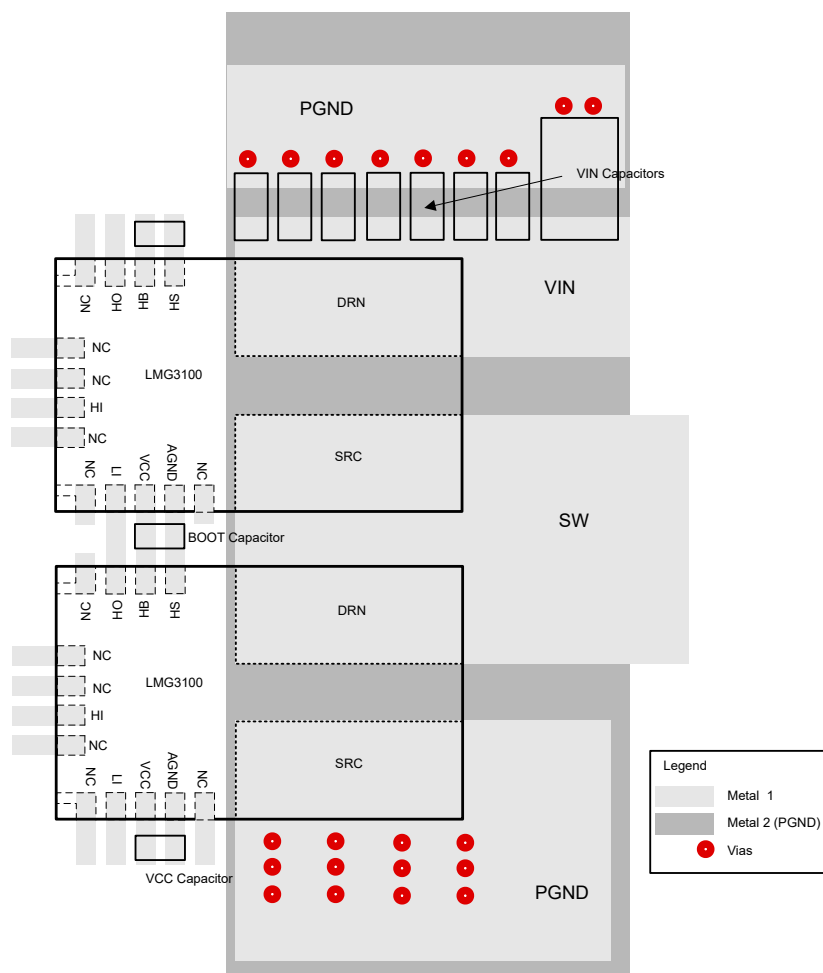 PGND
VIN Capacitors
NC
HO
HB
SH
DRN
VIN
NC
LMG3100
NC
HI
NC
SRC
NC
LI
VCC
AGND
NC
SW
BOOT Capacitor
NC
HO
HB
SH
DRN
NC
LMG3100
NC
HI
NC
SRC
NC
LI
VCC
AGND
NC
VCC Capacitor
PGND
Legend
Metal 1
Metal 2 (PGND)
Vias